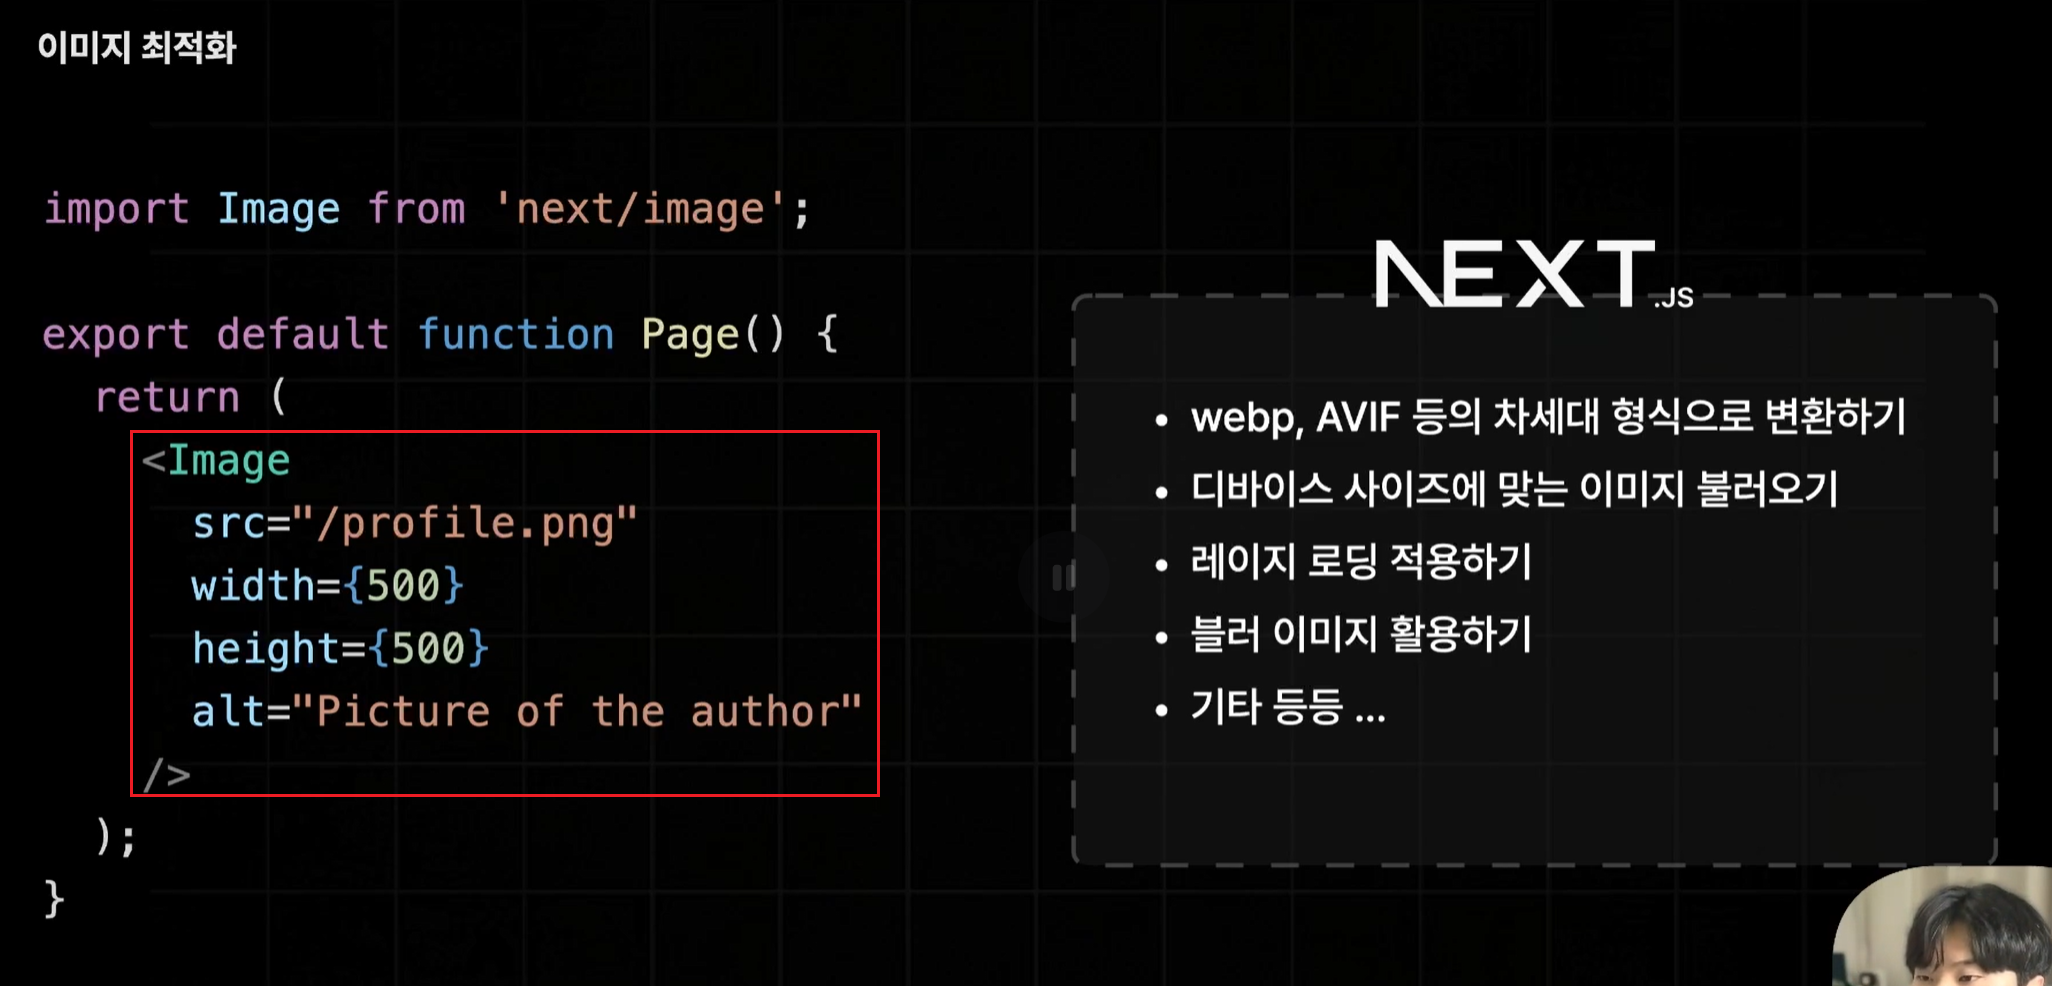 이미지 최적화
import Image from 'next/image';
export default function Page() {
return (
<Image
src="/profile.png"
width={500}
height={500}
alt="Picture of the author"
/>
);
}
NEXT.JS
• webp, AVIF 등의 차세대 형식으로 변환하기
• 디바이스 사이즈에 맞는 이미지 불러오기
• 레이지 로딩 적용하기
• 블러 이미지 활용하기
• 기타 등등 ...